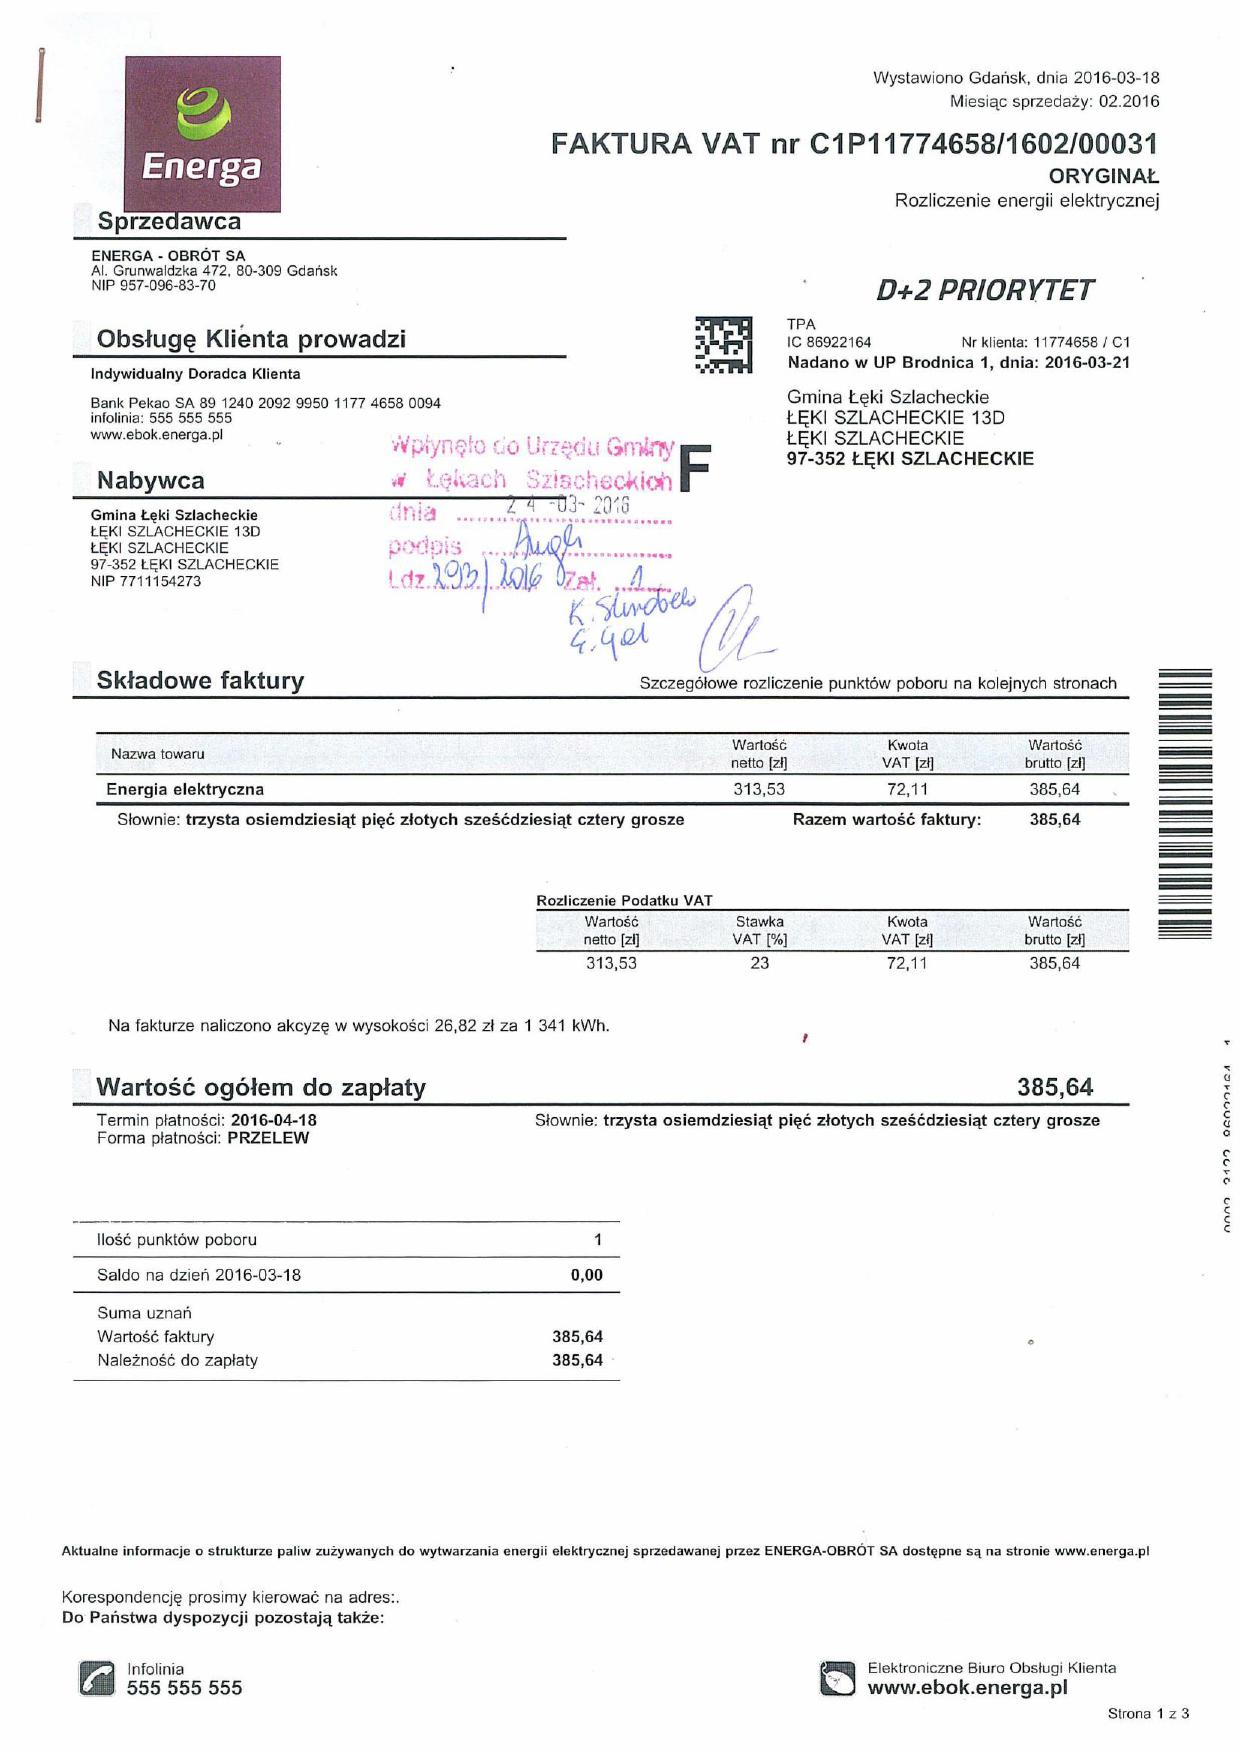 Wystawiono Gdańsk, dnia 2016-03-18
Miesiąc sprzedaży: 02.2016
Energa
FAKTURA VAT nr C1P11774658/1602/00031
ORYGINAŁ
Rozliczenie energii elektrycznej
Sprzedawca
ENERGA - OBRÓT SA
Al. Grunwaldzka 472, 80-309 Gdańsk
NIP 957-096-83-70
D+2 PRIORYTET
Obsługę Klienta prowadzi
Indywidualny Doradca Klienta
Bank Pekao SA 89 1240 2092 9950 1177 4658 0094
infolinia: 555 555 555
www.ebok.energa.pl
TPA
IC 86922164 Nr klienta: 11774658 / C1
Nadano w UP Brodnica 1, dnia: 2016-03-21
Gmina Łęki Szlacheckie
ŁĘKI SZLACHECKIE 13D
ŁĘKI SZLACHECKIE
97-352 ŁĘKI SZLACHECKIE
F
Wpłynęło do Urzędu Gminy
w Łękach Szlacheckich
dnia 24-03-2016
podpis
Ldz. 293/2016 Zał. 1
Nabywca
Gmina Łęki Szlacheckie
ŁĘKI SZLACHECKIE 13D
ŁĘKI SZLACHECKIE
97-352 ŁĘKI SZLACHECKIE
NIP 7711154273
Składowe faktury
Szczegółowe rozliczenie punktów poboru na kolejnych stronach
Nazwa towaru Wartość netto [zł] Kwota VAT [zł] Wartość brutto [zł]
Energia elektryczna 313,53 72,11 385,64
Słownie: trzysta osiemdziesiąt pięć złotych sześćdziesiąt cztery grosze Razem wartość faktury: 385,64
Rozliczenie Podatku VAT
Wartość netto [zł] Stawka VAT [%] Kwota VAT [zł] Wartość brutto [zł]
313,53 23 72,11 385,64
Na fakturze naliczono akcyzę w wysokości 26,82 zł za 1 341 kWh.
Wartość ogółem do zapłaty 385,64
Termin płatności: 2016-04-18 Słownie: trzysta osiemdziesiąt pięć złotych sześćdziesiąt cztery grosze
Forma płatności: PRZELEW
Ilość punktów poboru 1
Saldo na dzień 2016-03-18 0,00
Suma uznań
Wartość faktury 385,64
Należność do zapłaty 385,64
Aktualne informacje o strukturze paliw zużywanych do wytwarzania energii elektrycznej sprzedawanej przez ENERGA-OBRÓT SA dostępne są na stronie www.energa.pl
Korespondencję prosimy kierować na adres:.
Do Państwa dyspozycji pozostają także:
Infolinia
555 555 555
Elektroniczne Biuro Obsługi Klienta
www.ebok.energa.pl
Strona 1 z 3